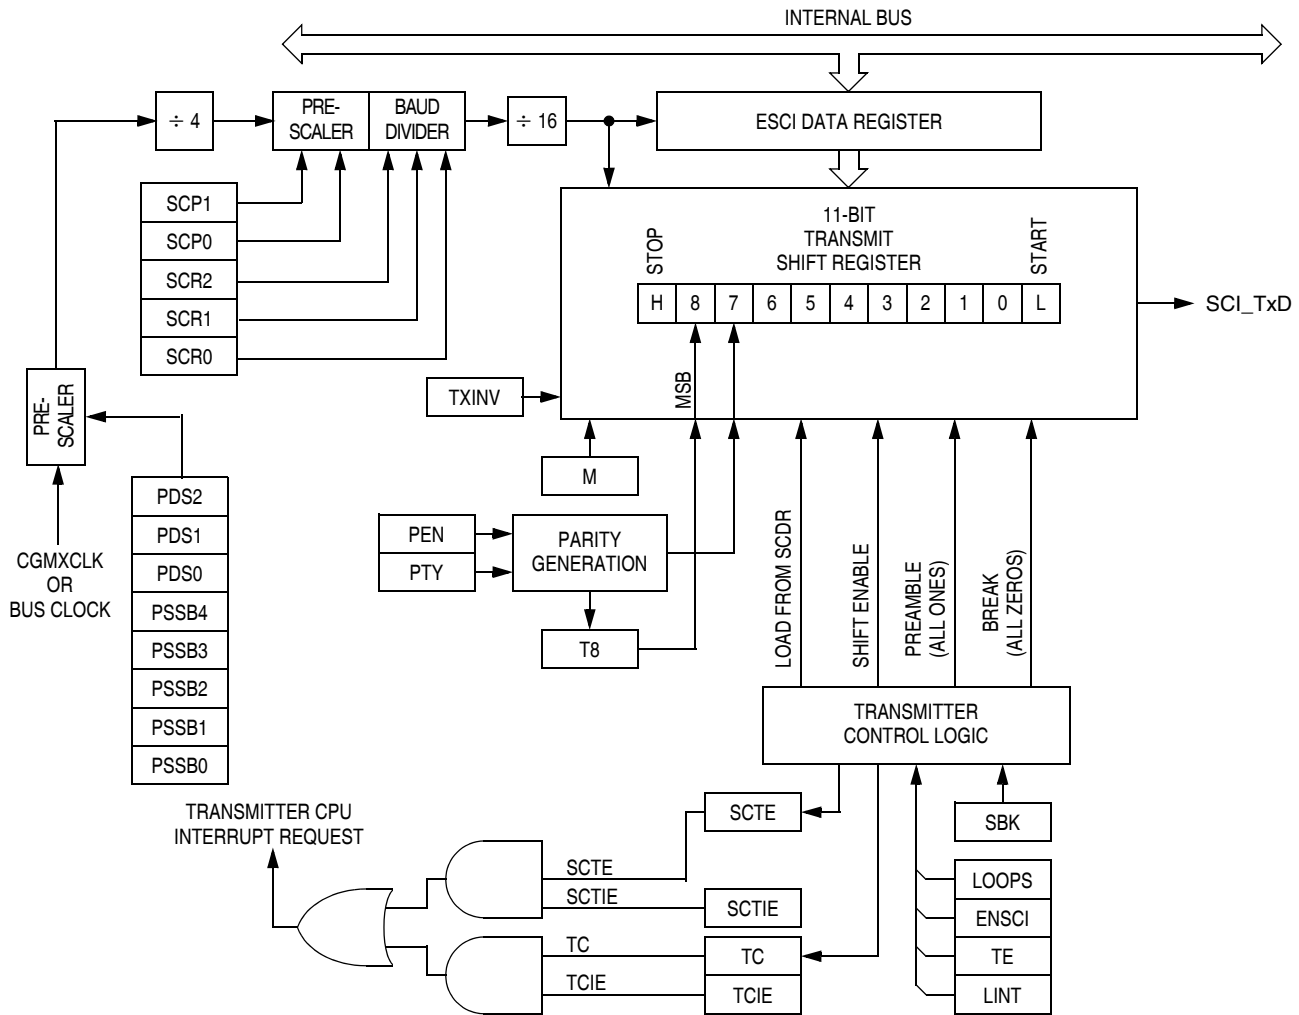 INTERNAL BUS
÷ 4
PRE-
SCALER
BAUD
DIVIDER
÷ 16
ESCI DATA REGISTER
SCP1
SCP0
SCR2
SCR1
SCR0
11-BIT
TRANSMIT
SHIFT REGISTER
STOP
START
H 8 7 6 5 4 3 2 1 0 L
SCI_TxD
MSB
TXINV
M
PRE-
SCALER
CGMXCLK
OR
BUS CLOCK
PDS2
PDS1
PDS0
PSSB4
PSSB3
PSSB2
PSSB1
PSSB0
PEN
PTY
PARITY
GENERATION
T8
LOAD FROM SCDR
SHIFT ENABLE
PREAMBLE
(ALL ONES)
BREAK
(ALL ZEROS)
TRANSMITTER
CONTROL LOGIC
TRANSMITTER CPU
INTERRUPT REQUEST
SCTE
SBK
SCTE
SCTIE
SCTIE
TC
TC
TCIE
TCIE
LOOPS
ENSCI
TE
LINT